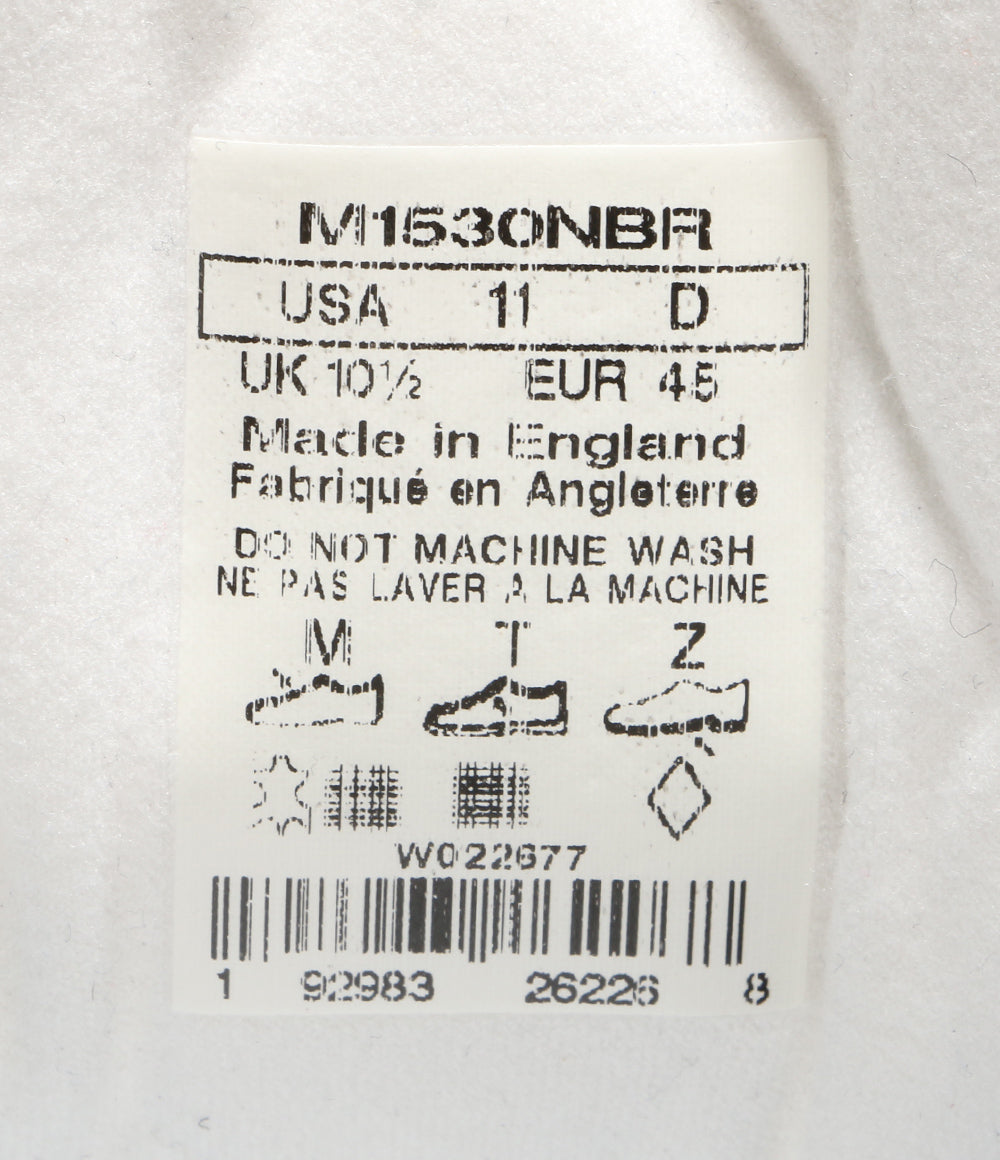 M1530NBR
USA 11 D
UK 10½ EUR 45
Made in England
Fabriqué en Angleterre
DO NOT MACHINE WASH
NE PAS LAVER A LA MACHINE
M T Z
W022677
1 92983 26226 8